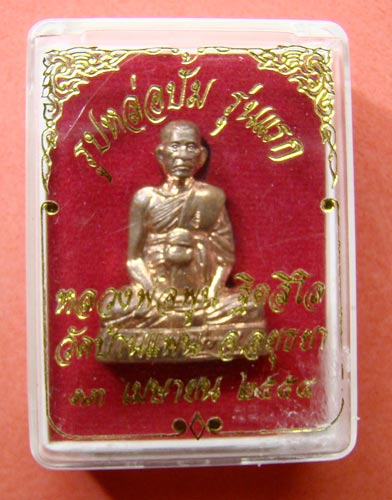 รูปหล่อปั๊ม รุ่นแรก
หลวงพ่อพูน ฐิตสีโล
วัดบ้านแพน จ.อยุธยา
๑๓ เมษายน ๒๕๕๔